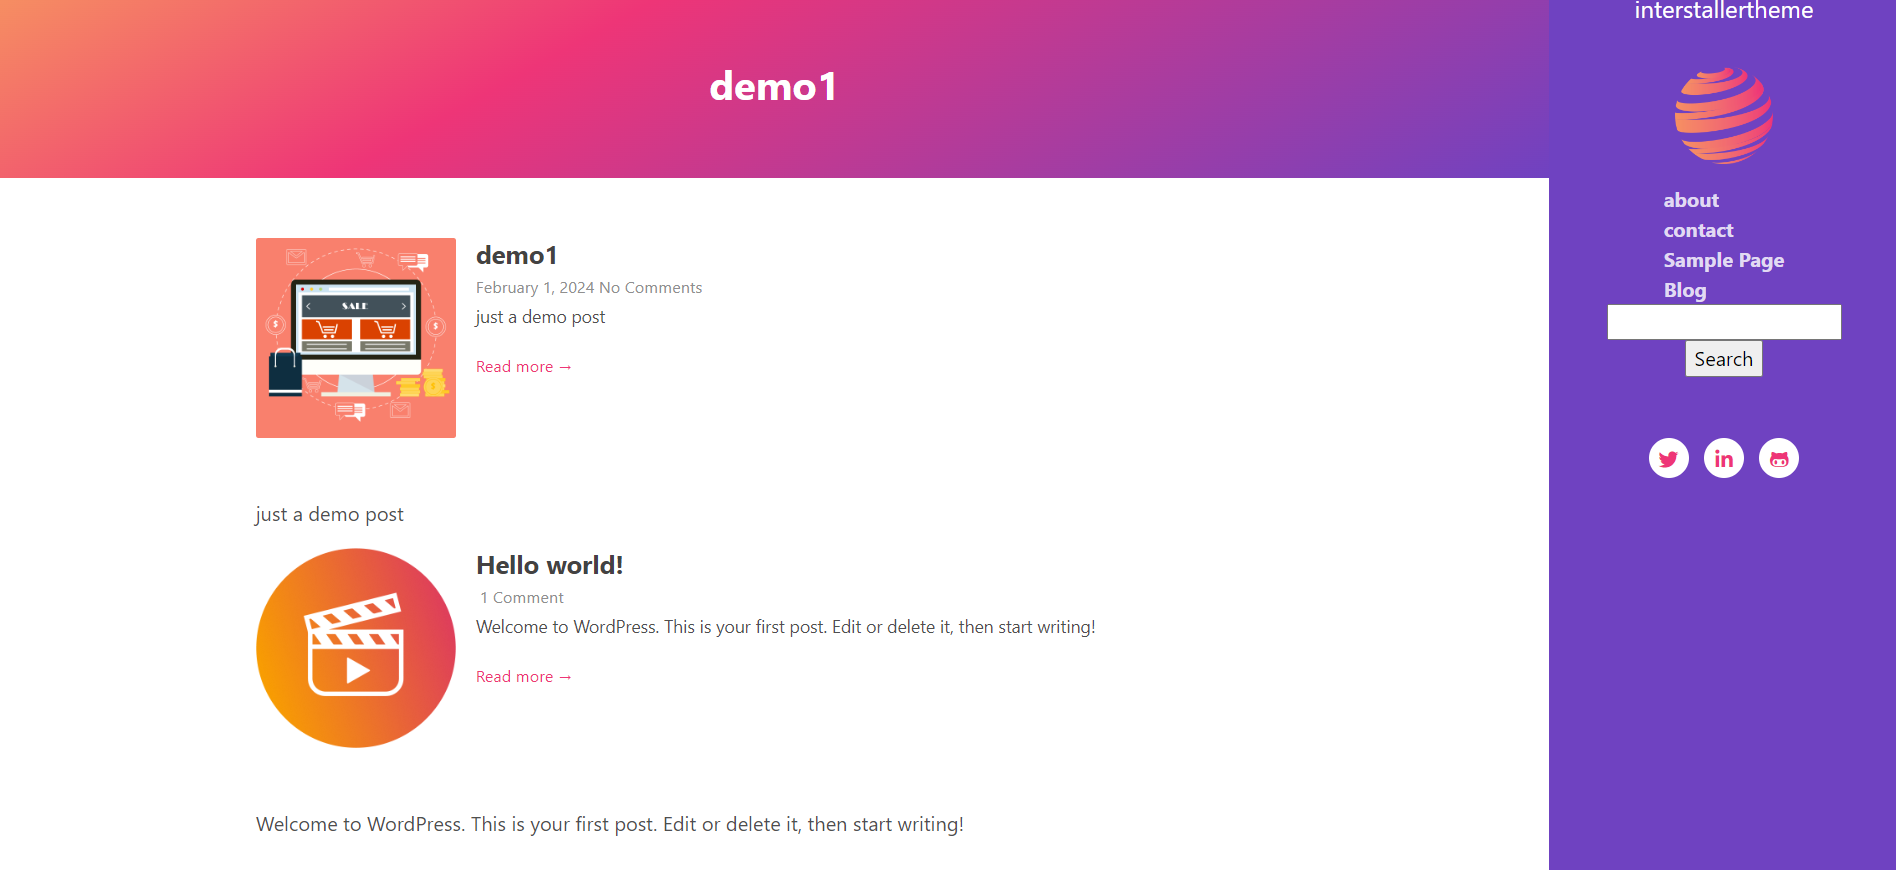 demo1
demo1
February 1, 2024 No Comments
just a demo post
Read more →
SALE
just a demo post
Hello world!
1 Comment
Welcome to WordPress. This is your first post. Edit or delete it, then start writing!
Read more →
Welcome to WordPress. This is your first post. Edit or delete it, then start writing!
interstallertheme
about
contact
Sample Page
Blog
Search
in